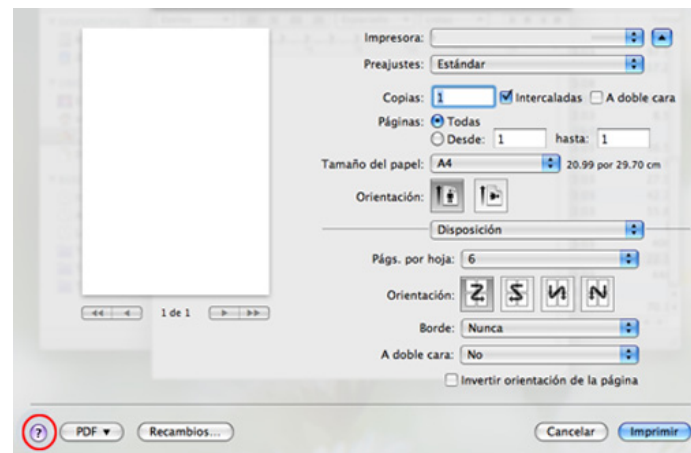 Impresora:
Preajustes: Estándar
Copias: 1 Intercaladas A doble cara
Páginas: Todas
Desde: 1 hasta: 1
Tamaño del papel: A4 20.99 por 29.70 cm
Orientación:
Disposición
Págs. por hoja: 6
Orientación:
1 de 1
Borde: Nunca
A doble cara: No
Invertir orientación de la página
? PDF Recambios... Cancelar Imprimir